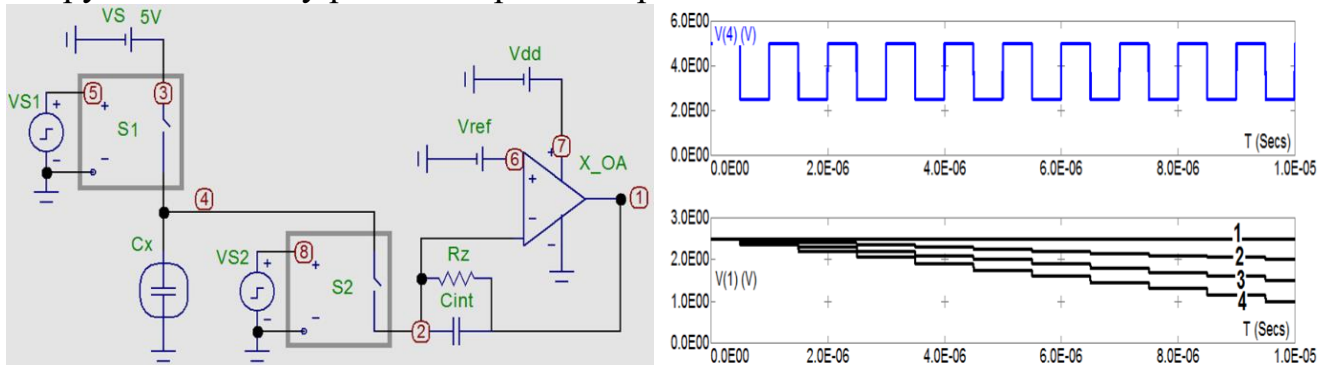 VS 5V
Vdd
VS1
5
3
S1
Vref
7
6
X_OA
1
4
Cx
8
VS2
S2
Rz
Cint
2
6.0E00
V(4) (V)
4.0E00
2.0E00
T (Secs)
0.0E00
0.0E00 2.0E-06 4.0E-06 6.0E-06 8.0E-06 1.0E-05
3.0E00
1
2.0E00
2
V(1) (V)
3
1.0E00
4
T (Secs)
0.0E00
0.0E00 2.0E-06 4.0E-06 6.0E-06 8.0E-06 1.0E-05